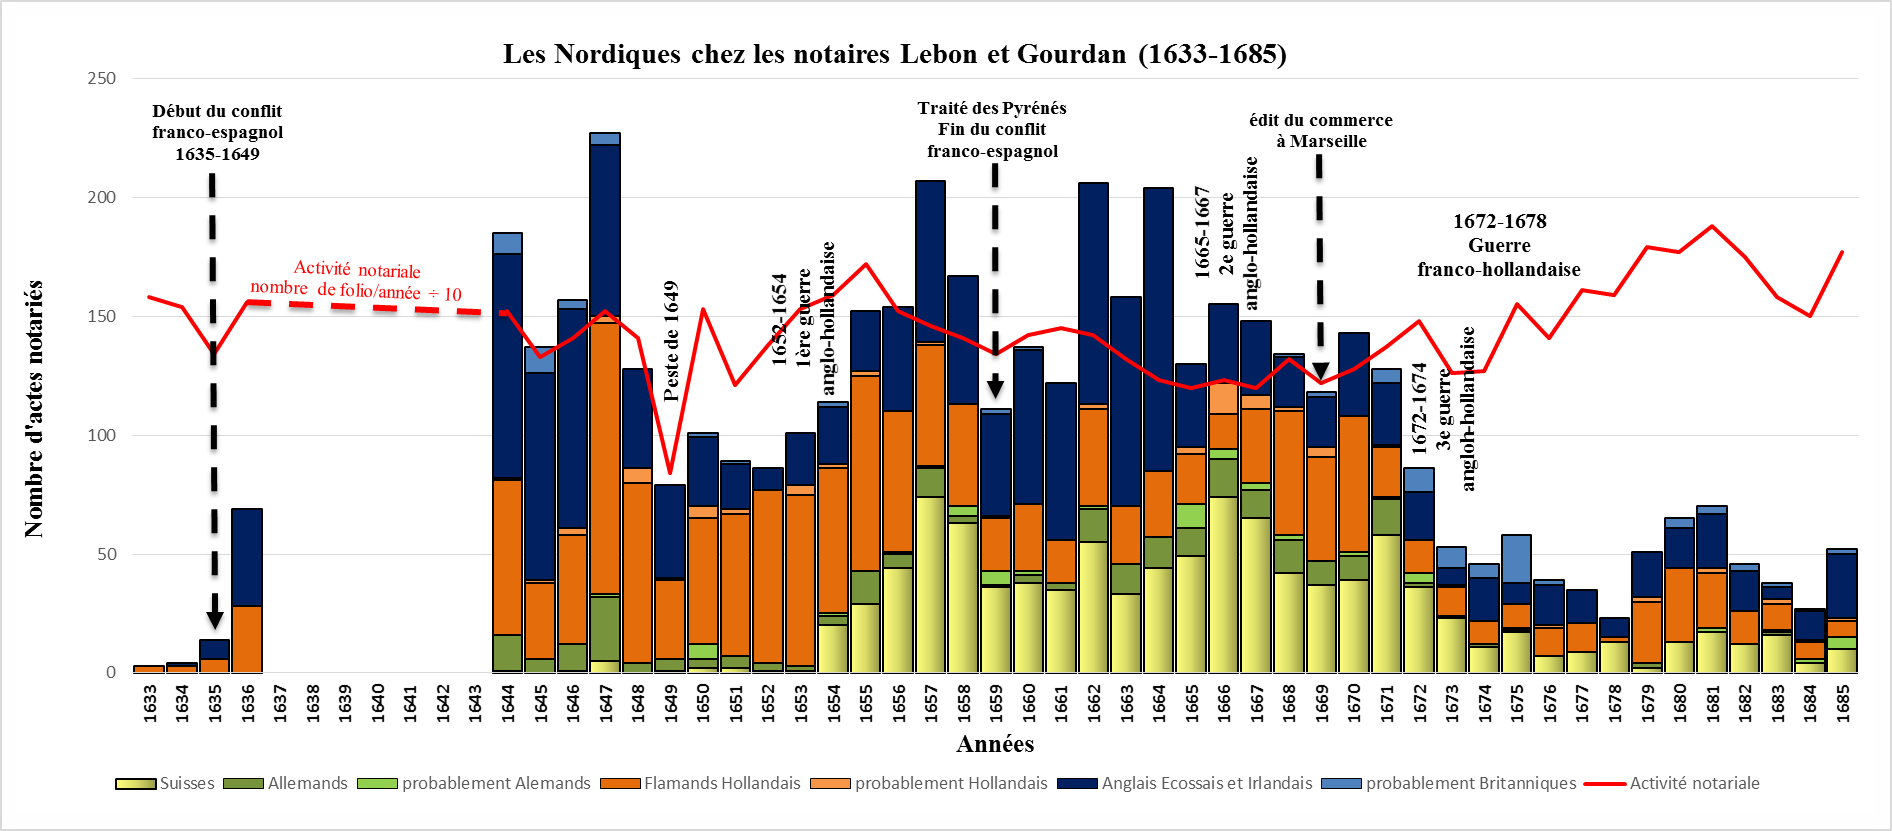 Les Nordiques chez les notaires Lebon et Gourdan (1633-1685)
Nombre d'actes notariés
250
200
150
100
50
0
Début du conflit
franco-espagnol
1635-1649
Activité notariale
nombre de folio/année ÷ 10
Peste de 1649
1652-1654
1ère guerre
anglo-hollandaise
Traité des Pyrénés
Fin du conflit
franco-espagnol
1665-1667
2e guerre
anglo-hollandaise
édit du commerce
à Marseille
1672-1678
Guerre
franco-hollandaise
1672-1674
3e guerre
angloh-hollandaise
1633
1634
1635
1636
1637
1638
1639
1640
1641
1642
1643
1644
1645
1646
1647
1648
1649
1650
1651
1652
1653
1654
1655
1656
1657
1658
1659
1660
1661
1662
1663
1664
1665
1666
1667
1668
1669
1670
1671
1672
1673
1674
1675
1676
1677
1678
1679
1680
1681
1682
1683
1684
1685
Années
Suisses
Allemands
probablement Alemands
Flamands Hollandais
probablement Hollandais
Anglais Ecossais et Irlandais
probablement Britanniques
Activité notariale